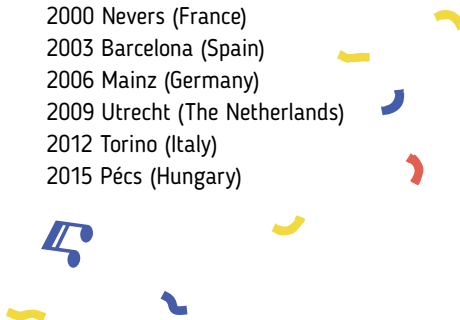 2000 Nevers (France)
2003 Barcelona (Spain)
2006 Mainz (Germany)
2009 Utrecht (The Netherlands)
2012 Torino (Italy)
2015 Pécs (Hungary)